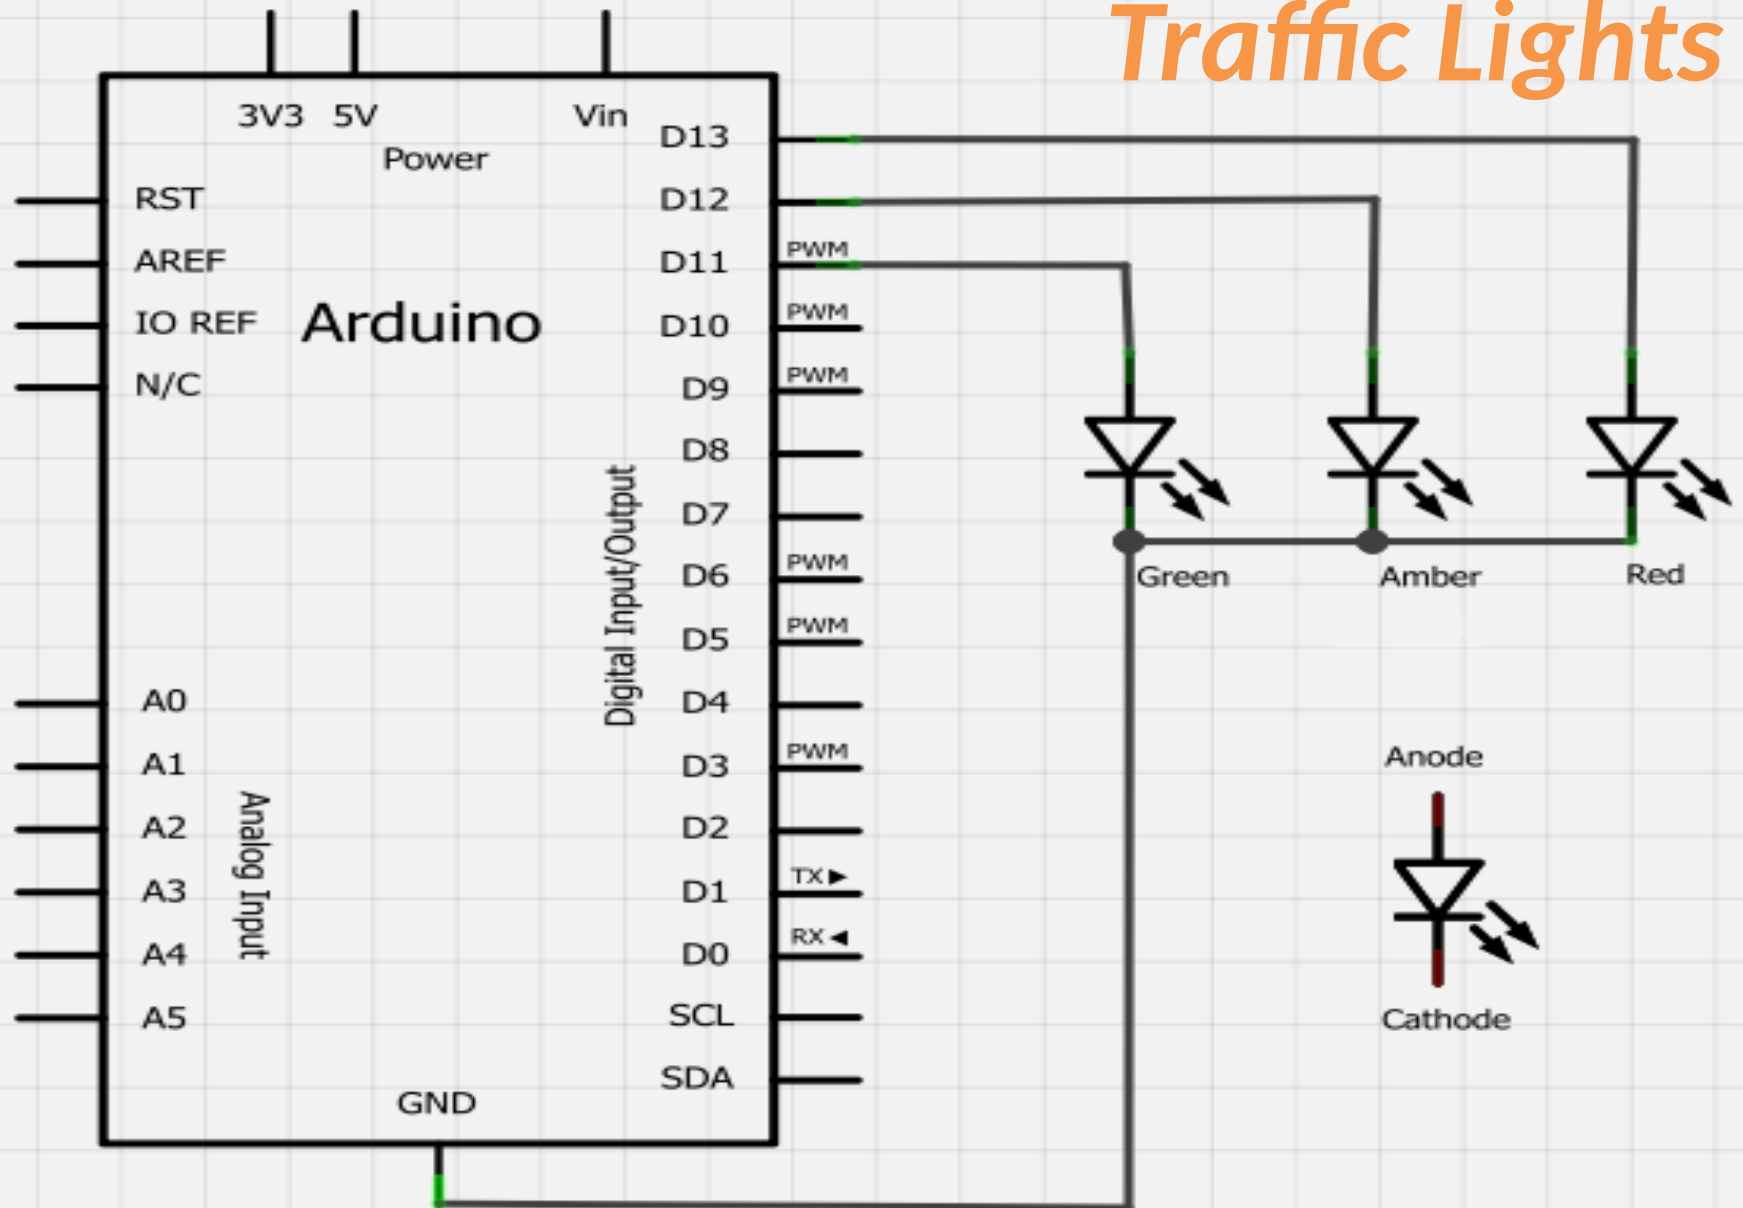 Traffic Lights
3V3 5V Vin
Power
RST
AREF
IO REF
N/C
Arduino
A0
A1
A2
A3
A4
A5
Analog Input
Digital Input/Output
D13
D12
D11 PWM
D10 PWM
D9 PWM
D8
D7
D6 PWM
D5 PWM
D4
D3 PWM
D2
D1 TX►
D0 RX◄
SCL
SDA
GND
Green Amber Red
Anode
Cathode